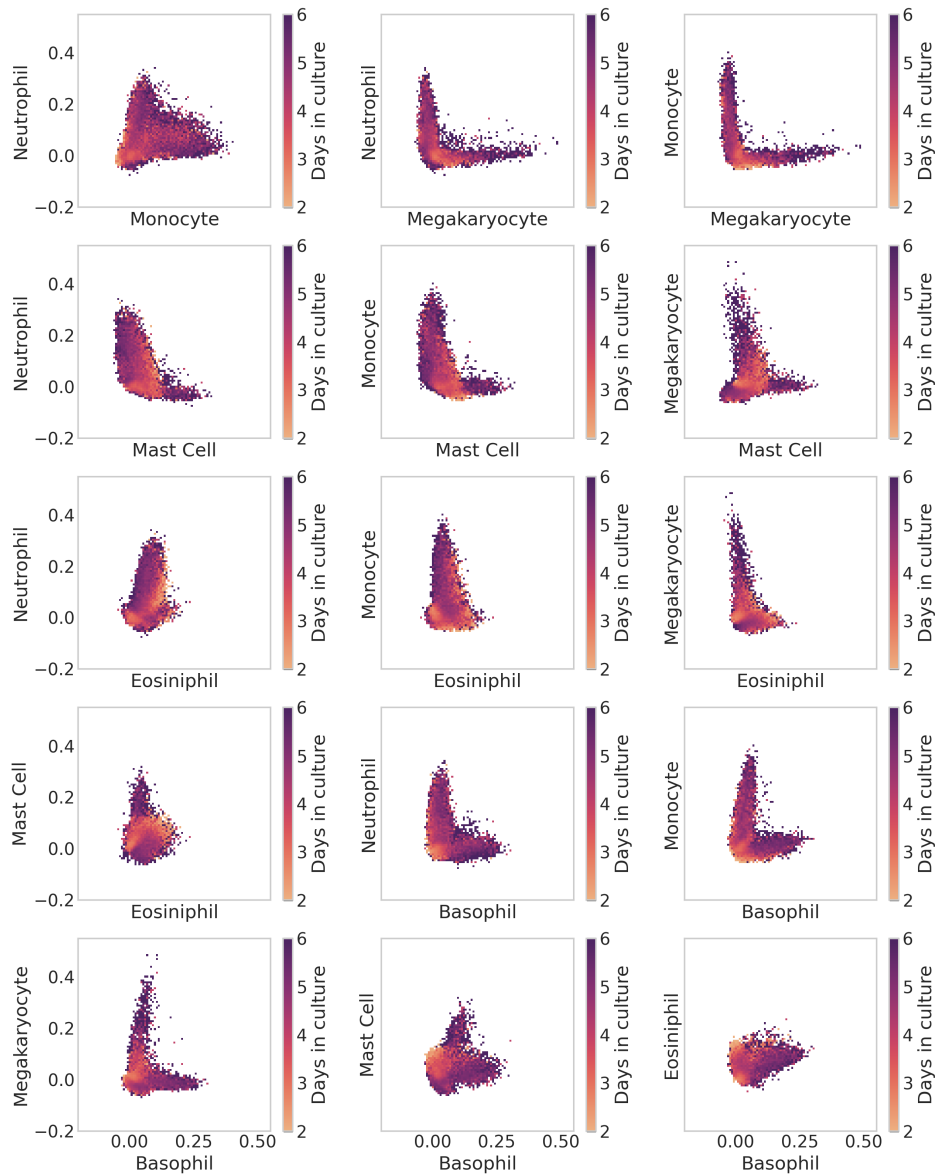 6
0.4
5
0.2
4
0.0
3
−0.2
2
Neutrophil
Monocyte
Days in culture
6
5
4
3
2
Neutrophil
Megakaryocyte
Days in culture
6
5
4
3
2
Monocyte
Megakaryocyte
Days in culture
6
0.4
5
0.2
4
0.0
3
−0.2
2
Neutrophil
Mast Cell
Days in culture
6
5
4
3
2
Monocyte
Mast Cell
Days in culture
6
5
4
3
2
Megakaryocyte
Mast Cell
Days in culture
6
0.4
5
0.2
4
0.0
3
−0.2
2
Neutrophil
Eosiniphil
Days in culture
6
5
4
3
2
Monocyte
Eosiniphil
Days in culture
6
5
4
3
2
Megakaryocyte
Eosiniphil
Days in culture
6
0.4
5
0.2
4
0.0
3
−0.2
2
Mast Cell
Eosiniphil
Days in culture
6
5
4
3
2
Neutrophil
Basophil
Days in culture
6
5
4
3
2
Monocyte
Basophil
Days in culture
6
0.4
5
0.2
4
0.0
3
−0.2
2
Megakaryocyte
0.00 0.25 0.50
Basophil
Days in culture
6
5
4
3
2
Mast Cell
0.00 0.25 0.50
Basophil
Days in culture
6
5
4
3
2
Eosiniphil
0.00 0.25 0.50
Basophil
Days in culture